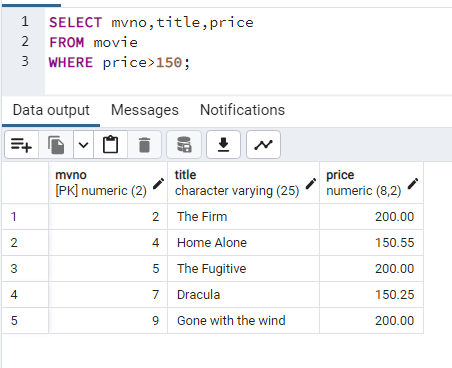 1 SELECT mvno,title,price
2 FROM movie
3 WHERE price>150;
Data output Messages Notifications
mvno title price
[PK] numeric (2) character varying (25) numeric (8,2)
1 2 The Firm 200.00
2 4 Home Alone 150.55
3 5 The Fugitive 200.00
4 7 Dracula 150.25
5 9 Gone with the wind 200.00